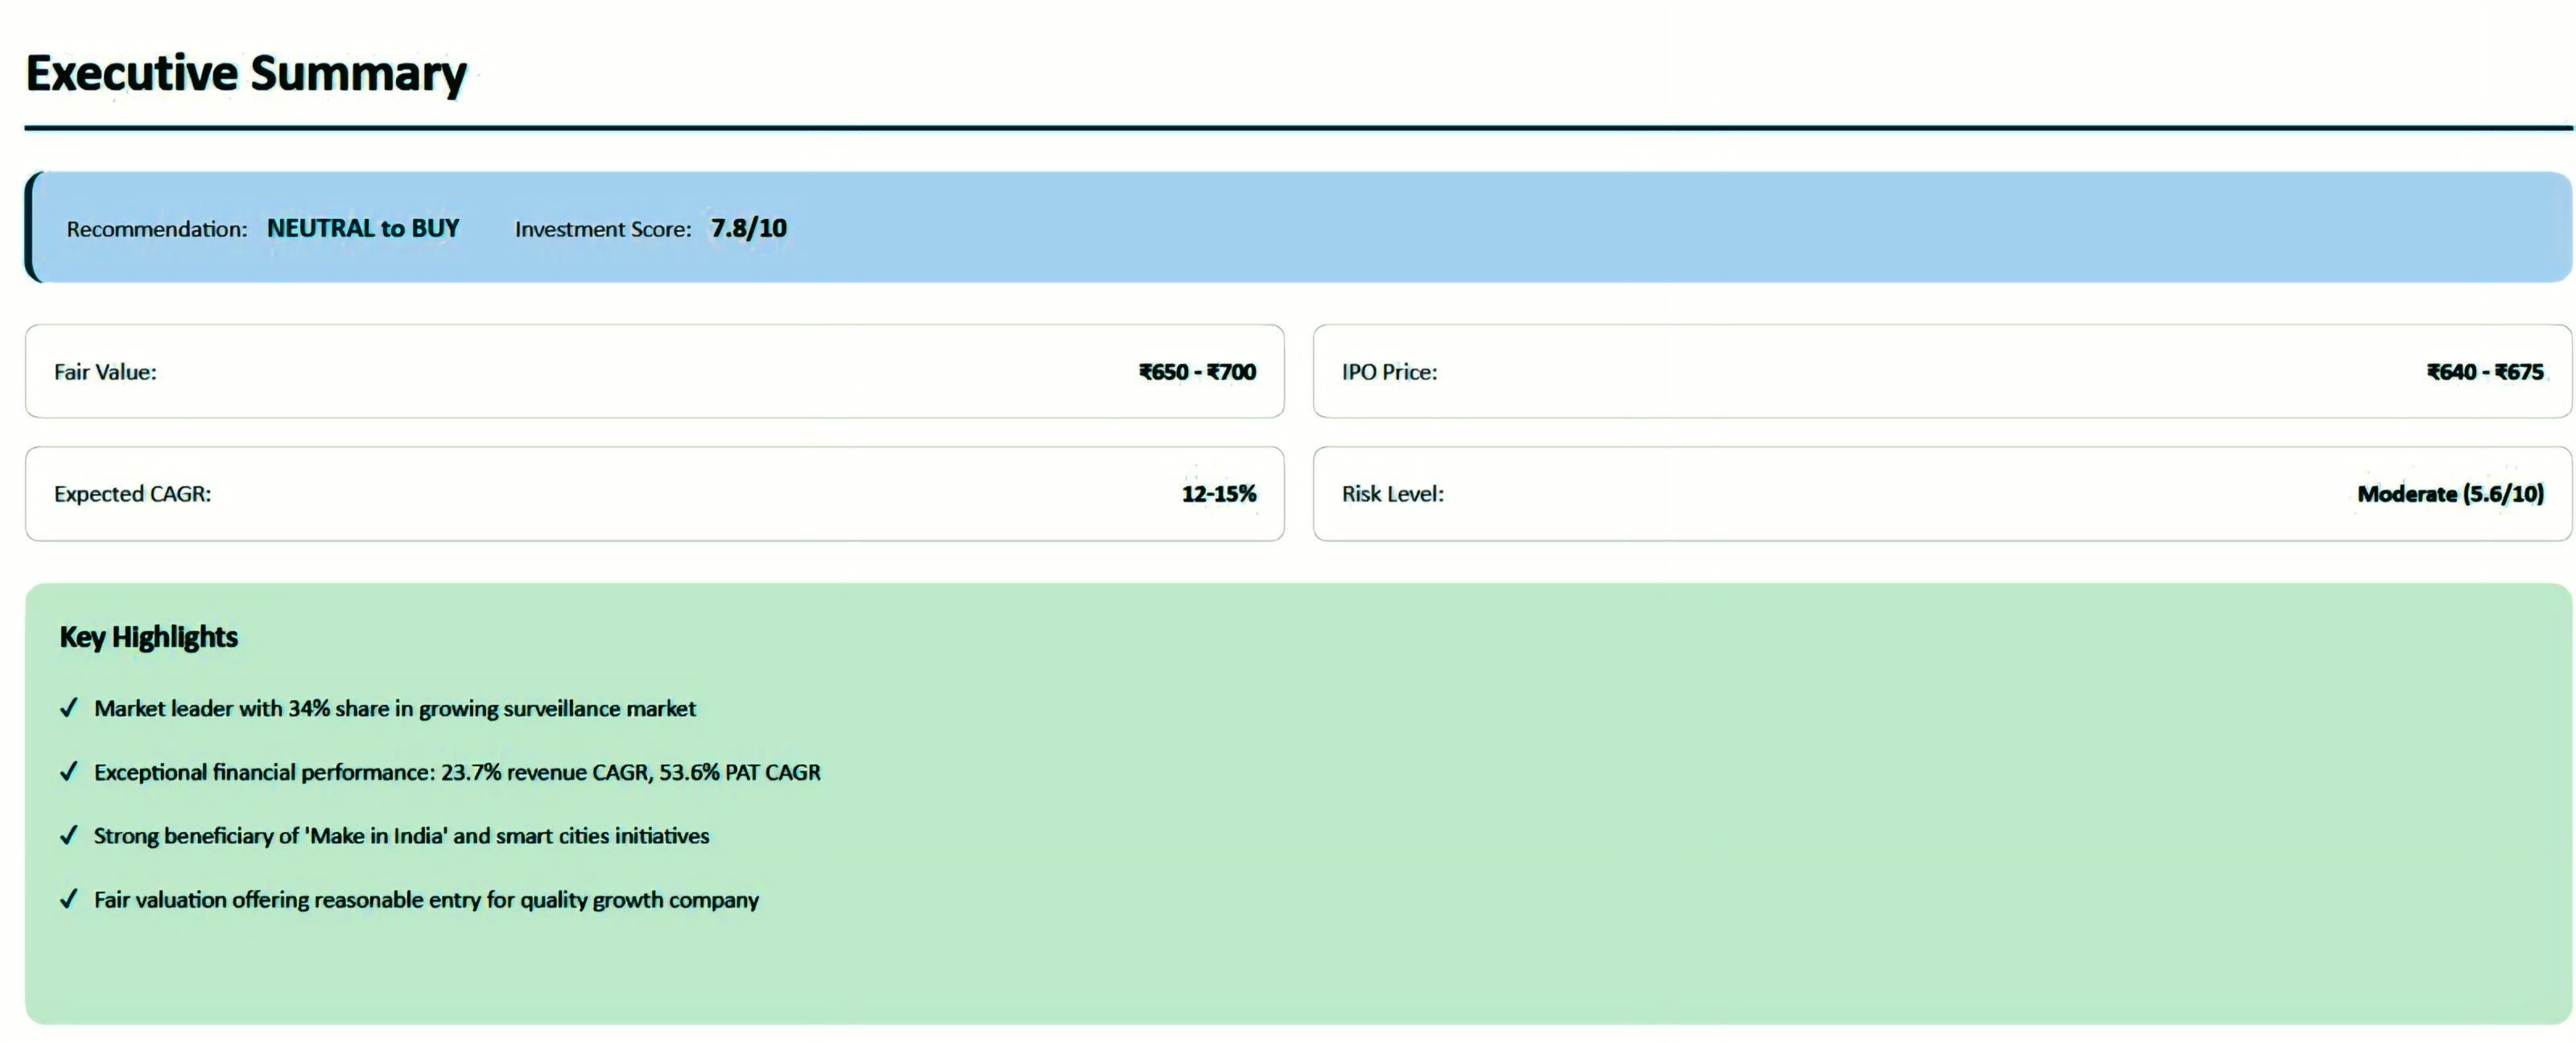 Executive Summary
Recommendation: NEUTRAL to BUY Investment Score: 7.8/10
Fair Value: ₹650 - ₹700
IPO Price: ₹640 - ₹675
Expected CAGR: 12-15%
Risk Level: Moderate (5.6/10)
Key Highlights
✓ Market leader with 34% share in growing surveillance market
✓ Exceptional financial performance: 23.7% revenue CAGR, 53.6% PAT CAGR
✓ Strong beneficiary of 'Make in India' and smart cities initiatives
✓ Fair valuation offering reasonable entry for quality growth company